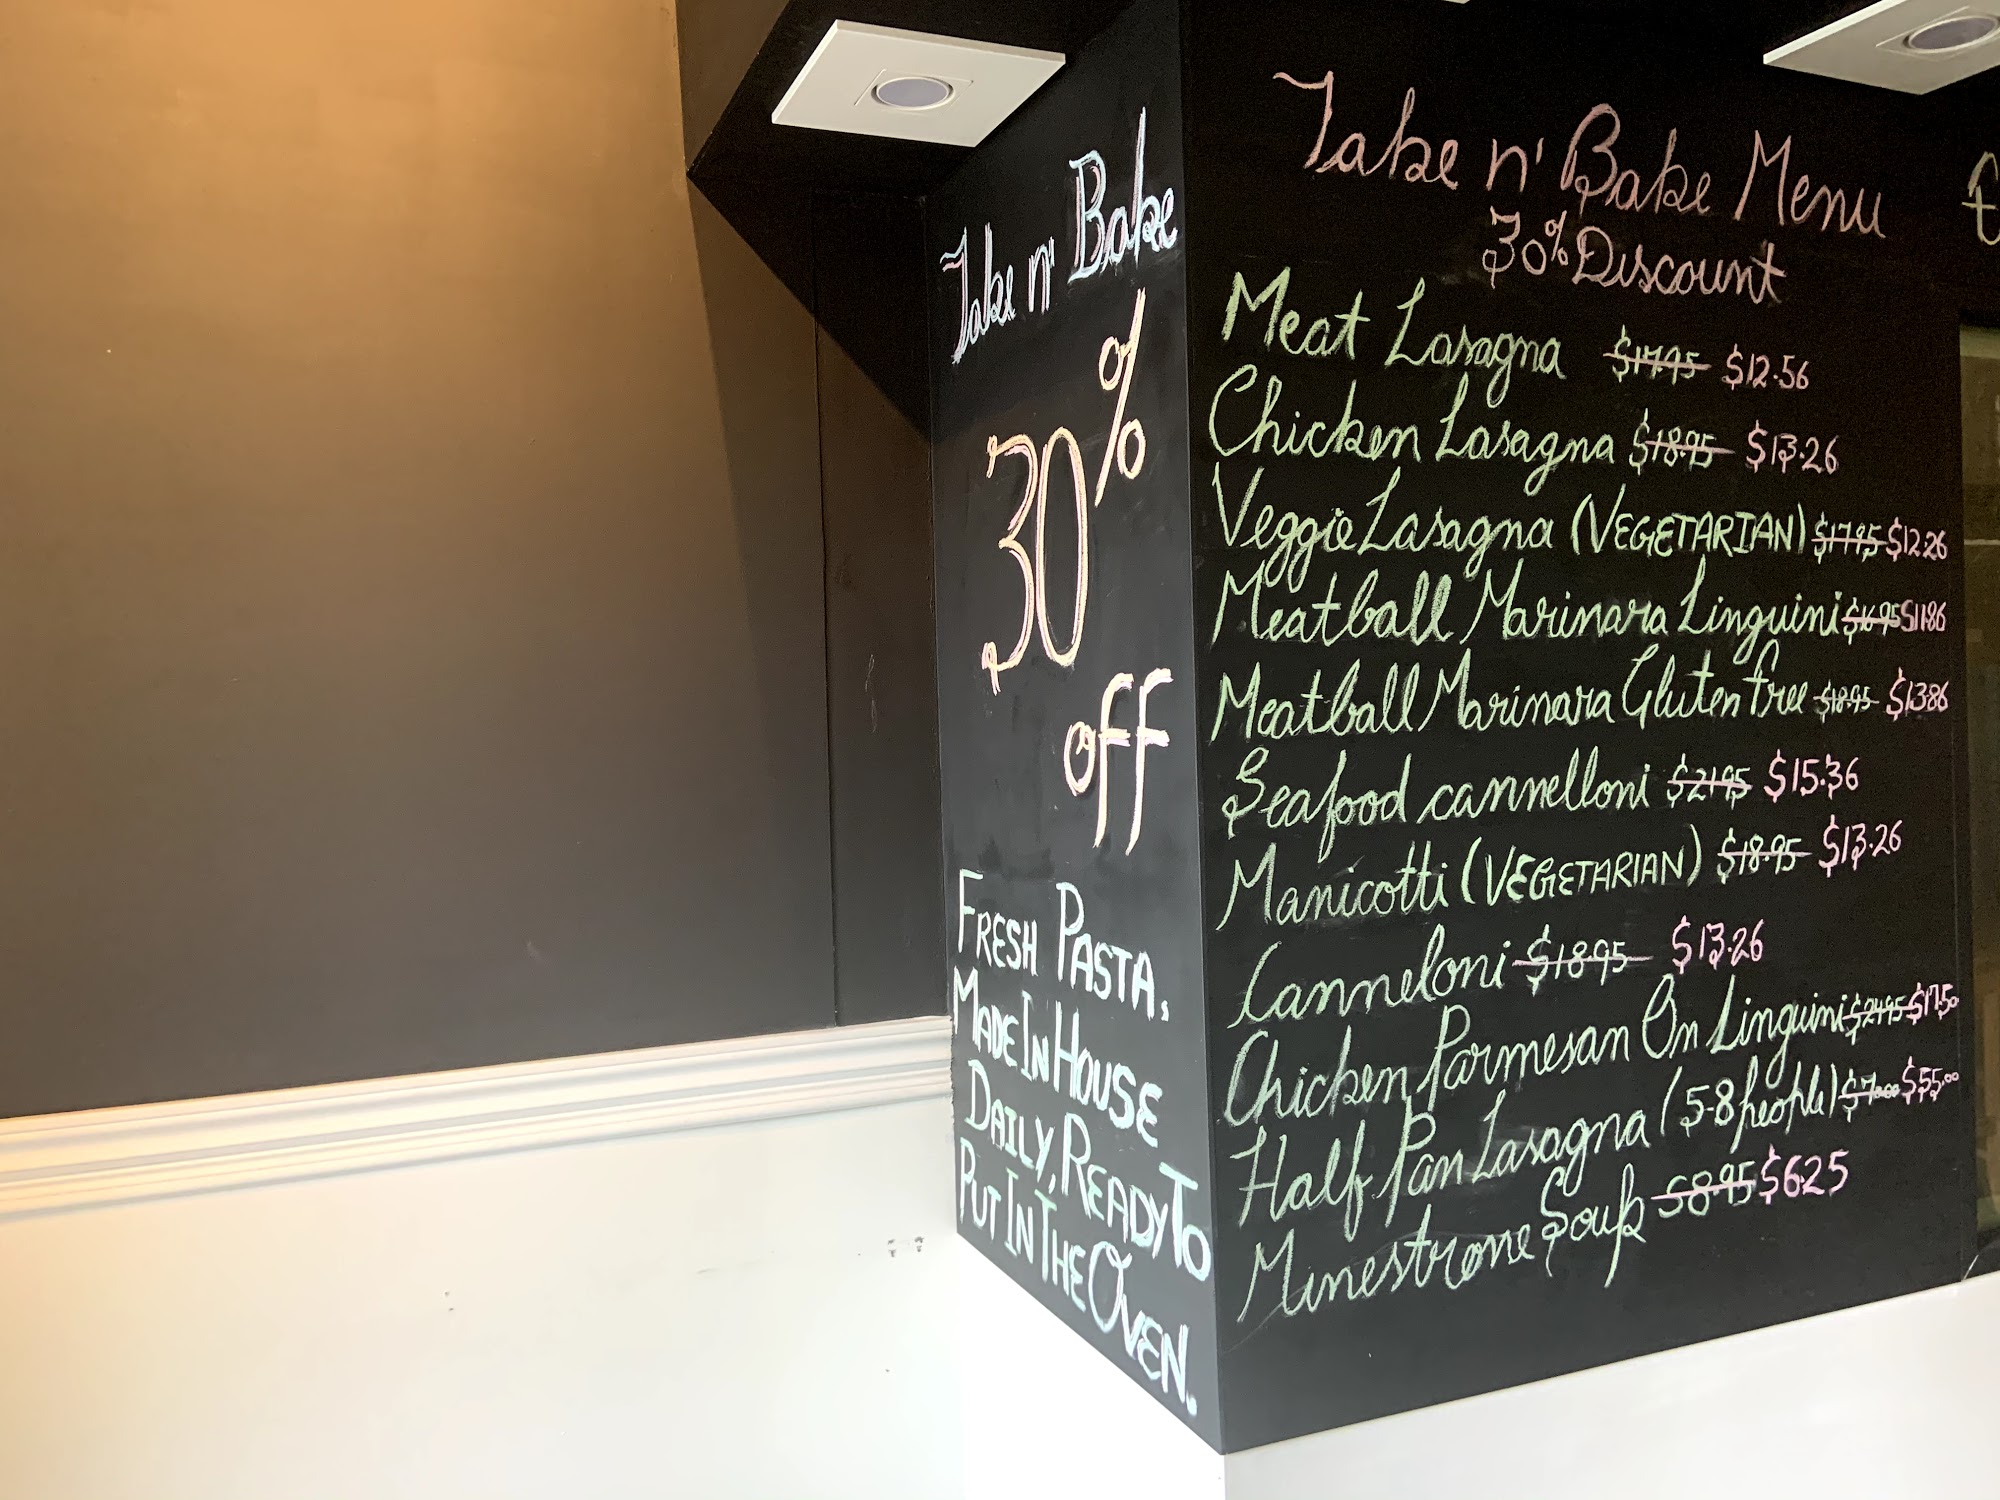 Take n' Bake
30%
off
FRESH PASTA.
MADE IN HOUSE
DAILY, READY TO
PUT IN THE OVEN.
Take n' Bake Menu
30% Discount
Meat Lasagna $17.95 $12.56
Chicken Lasagna $18.95 $13.26
Veggie Lasagna (VEGETARIAN) $17.95 $12.26
Meatball Marinara Linguini $16.95 $11.86
Meatball Marinara Gluten free $18.95 $13.86
Seafood cannelloni $21.95 $15.36
Manicotti (VEGETARIAN) $18.95 $13.26
Canneloni $18.95 $13.26
Chicken Parmesan On Linguini $24.95 $17.50
Half Pan Lasagna (5-8 people) $70.00 $55.00
Minestrone Soup $8.95 $6.25